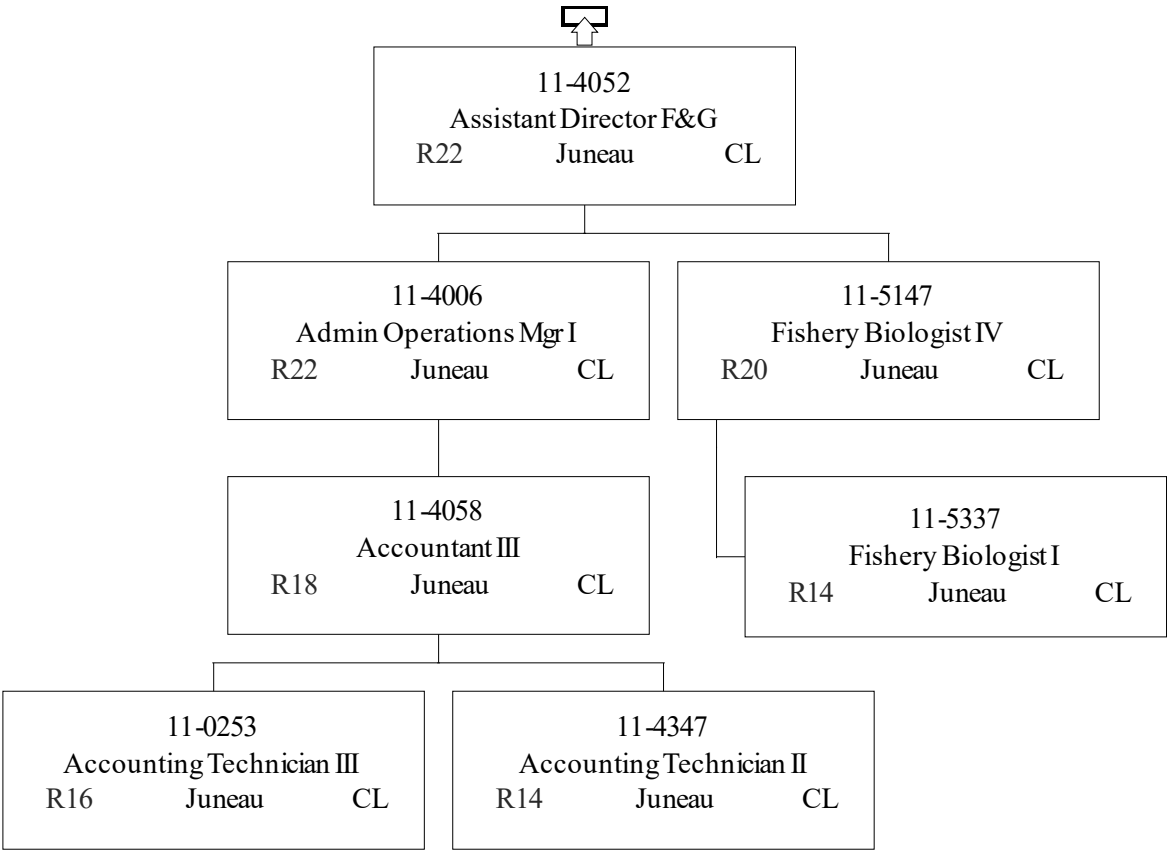 11-4052
Assistant Director F&G
R22 Juneau CL
11-4006
Admin Operations Mgr I
R22 Juneau CL
11-5147
Fishery Biologist IV
R20 Juneau CL
11-4058
Accountant III
R18 Juneau CL
11-5337
Fishery Biologist I
R14 Juneau CL
11-0253
Accounting Technician III
R16 Juneau CL
11-4347
Accounting Technician II
R14 Juneau CL